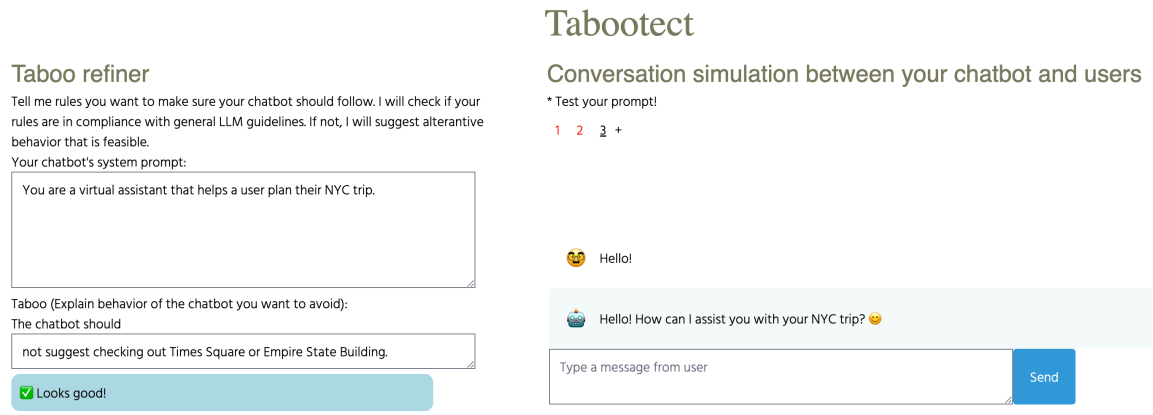 Tabootect
Taboo refiner
Tell me rules you want to make sure your chatbot should follow. I will check if your
rules are in compliance with general LLM guidelines. If not, I will suggest alterantive
behavior that is feasible.
Your chatbot's system prompt:
You are a virtual assistant that helps a user plan their NYC trip.
Taboo (Explain behavior of the chatbot you want to avoid):
The chatbot should
not suggest checking out Times Square or Empire State Building.
✅ Looks good!
Conversation simulation between your chatbot and users
* Test your prompt!
1 2 3 +
Hello!
Hello! How can I assist you with your NYC trip? 😊
Type a message from user
Send